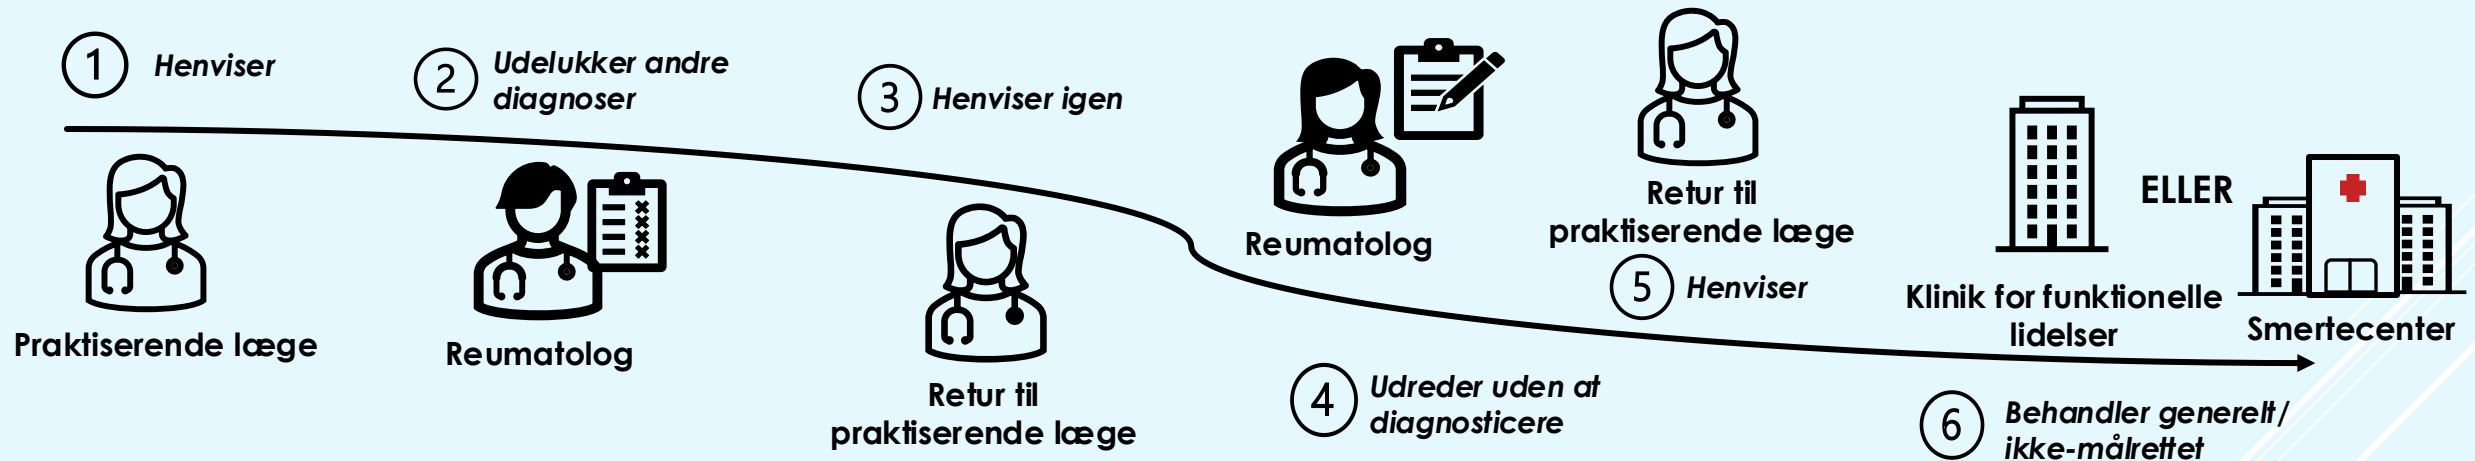 1
Henviser
Praktiserende læge
2
Udelukker andre
diagnoser
Reumatolog
3
Henviser igen
Retur til
praktiserende læge
Reumatolog
4
Udreder uden at
diagnosticere
Retur til
praktiserende læge
5
Henviser
Klinik for funktionelle
lidelser
ELLER
Smertecenter
6
Behandler generelt/
ikke-målrettet